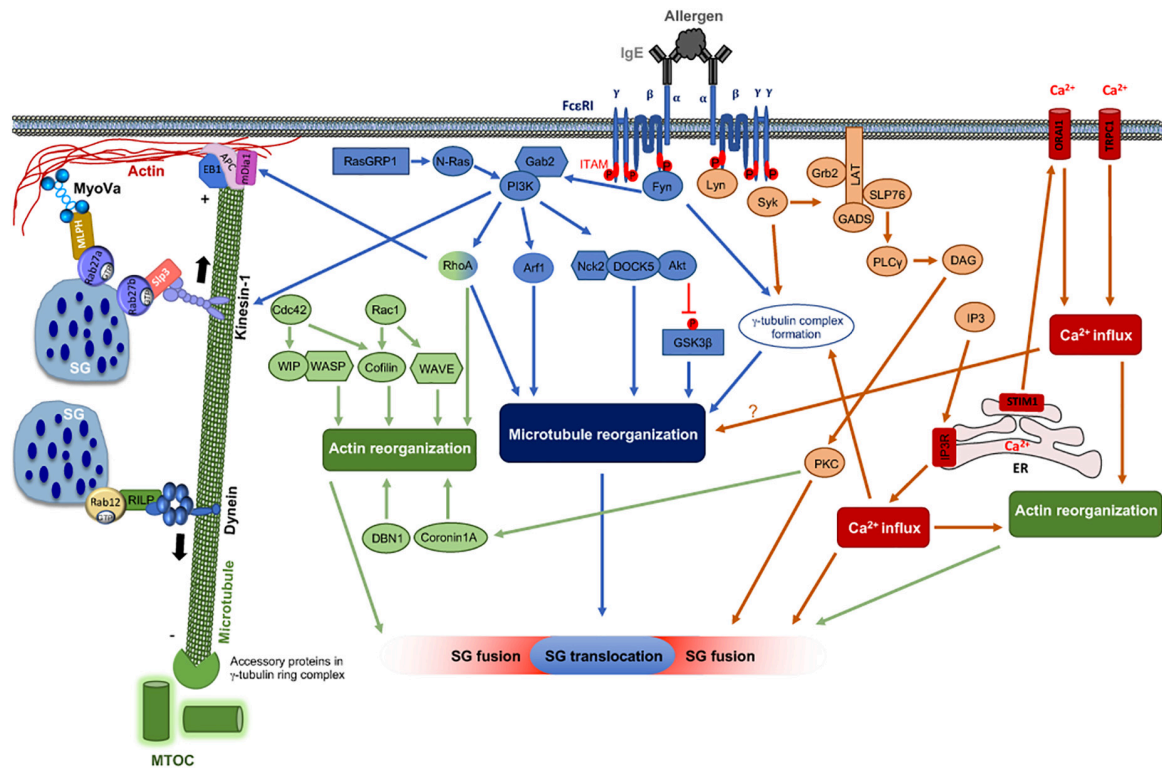 Allergen
IgE
FcεRI
γ
β
α
α
β
γ γ
Ca²⁺
Ca²⁺
ORAI1
TRPC1
Actin
EB1
APC
mDia1
+
MyoVa
MLPH
Rab27a
GTP
Rab27b
GTP
Slp3
Kinesin-1
SG
RasGRP1
N-Ras
Gab2
PI3K
ITAM
P
P
P
P
P
P
Fyn
Lyn
Syk
Grb2
LAT
SLP76
GADS
PLCγ
DAG
IP3
RhoA
Arf1
Nck2
DOCK5
Akt
P
GSK3β
γ-tubulin complex
formation
Cdc42
Rac1
WIP
WASP
Cofilin
WAVE
Ca²⁺ influx
STIM1
IP3R
Ca²⁺
ER
?
Actin reorganization
Microtubule reorganization
PKC
SG
Rab12
GTP
RILP
Dynein
DBN1
Coronin1A
Ca²⁺ influx
Actin reorganization
Microtubule
-
Accessory proteins in
γ-tubulin ring complex
SG fusion
SG translocation
SG fusion
MTOC